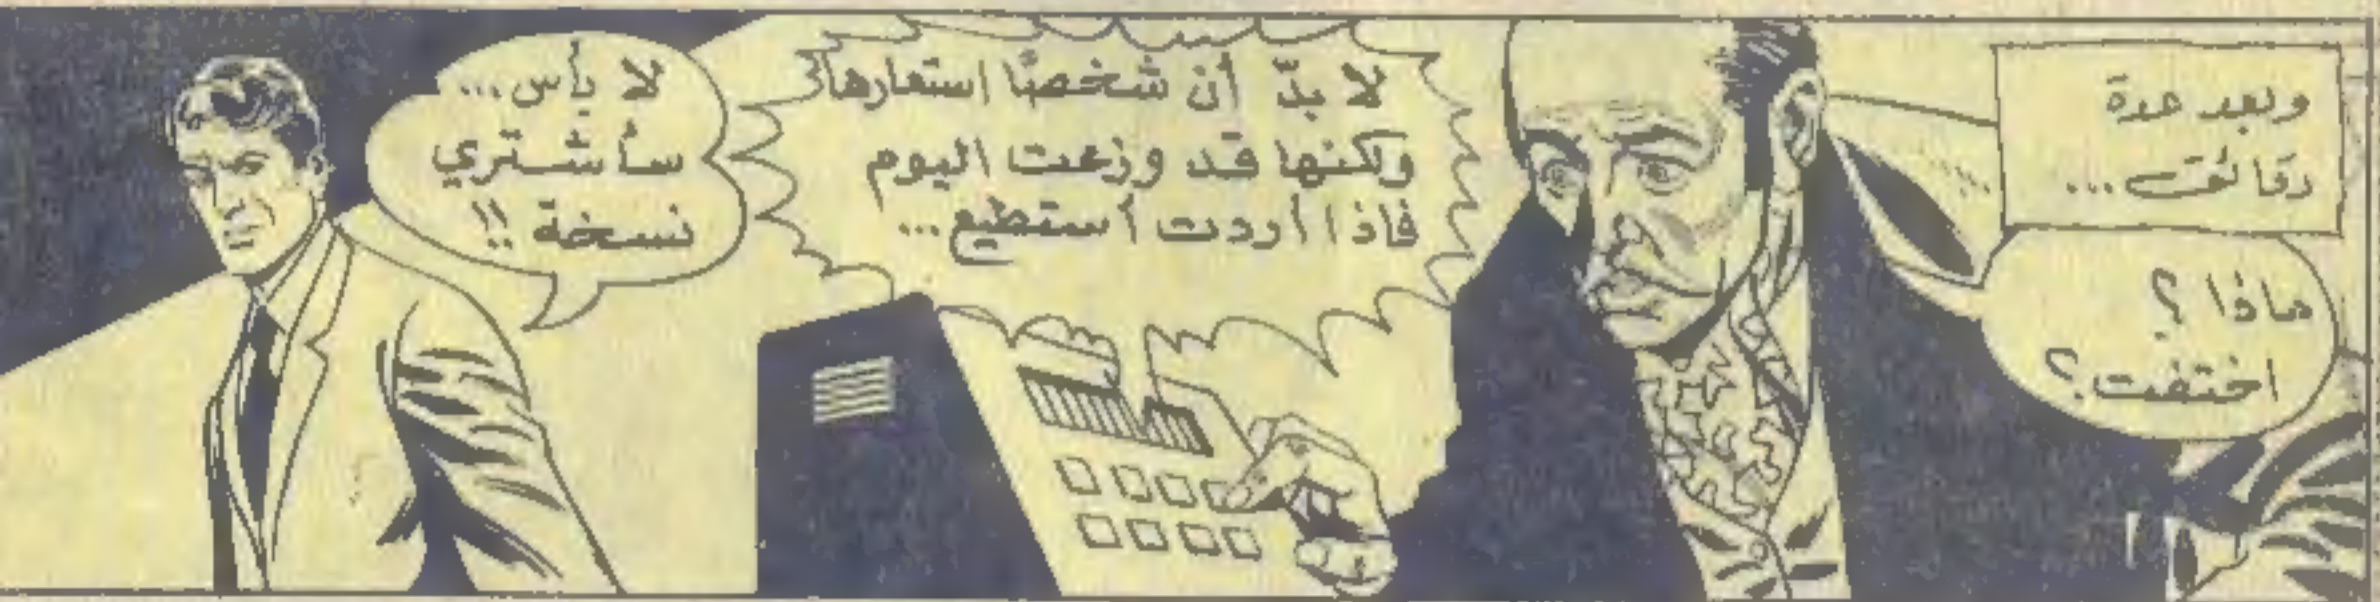 وبعد عدة
دقائق...
ماذا؟
اختفت؟
لا بدّ أن شخصًا استعارها
ولكنها قد وزعت اليوم
فاذا أردت أستطيع...
لا بأس...
سأشتري
نسخة !!